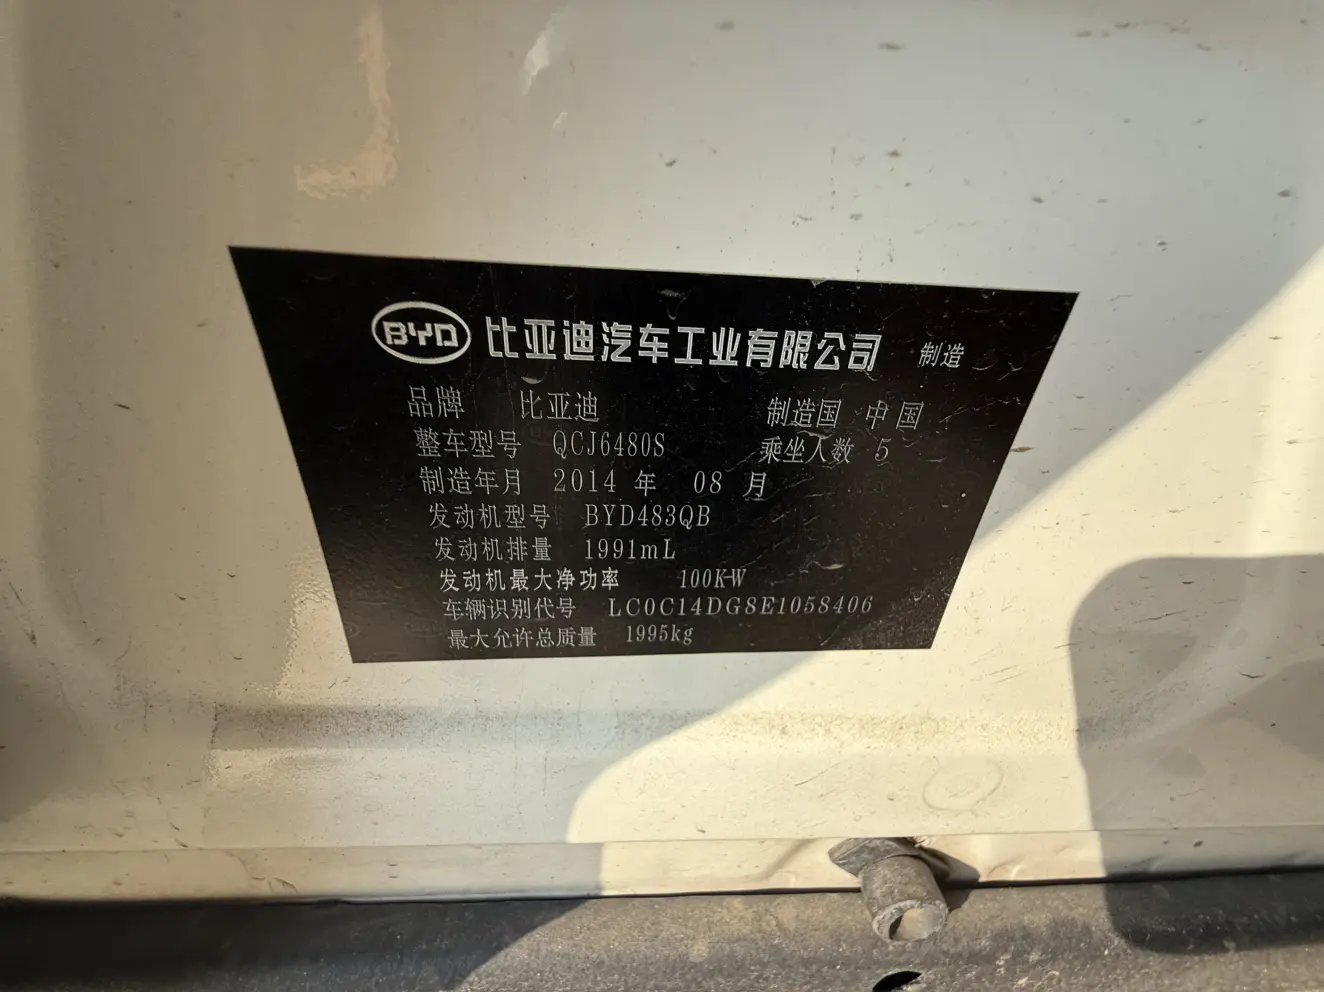 BYD 比亚迪汽车工业有限公司 制造
品牌 比亚迪 制造国 中国
整车型号 QCJ6480S 乘坐人数 5
制造年月 2014 年 08 月
发动机型号 BYD483QB
发动机排量 1991mL
发动机最大净功率 100KW
车辆识别代号 LC0C14DG8E1058406
最大允许总质量 1995kg